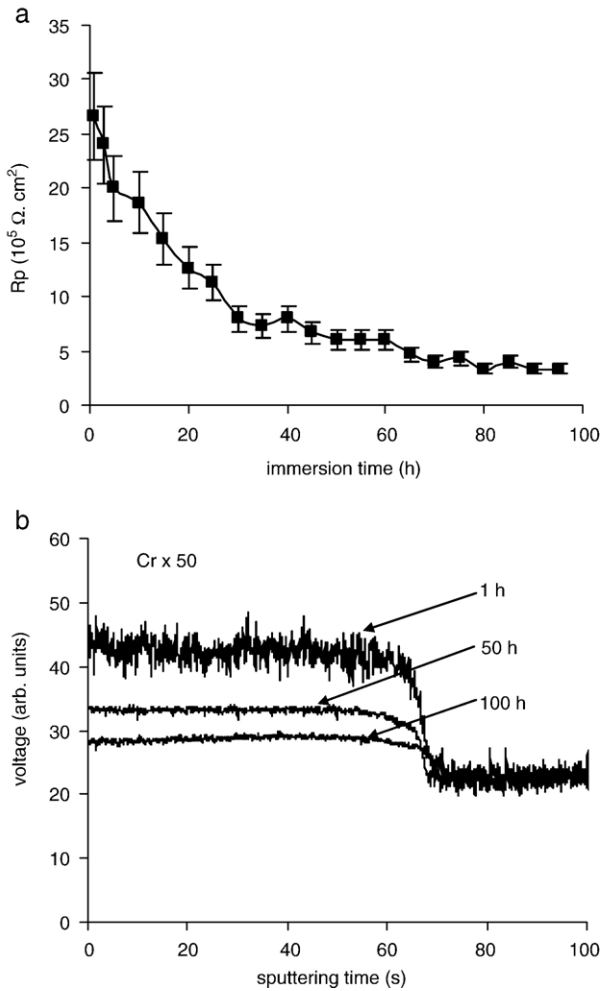 a
35
30
25
20
15
10
5
0
Rp (10⁵ Ω. cm²)
0 20 40 60 80 100
immersion time (h)
b
60
50
40
30
20
10
0
voltage (arb. units)
Cr x 50
1 h
50 h
100 h
0 20 40 60 80 100
sputtering time (s)